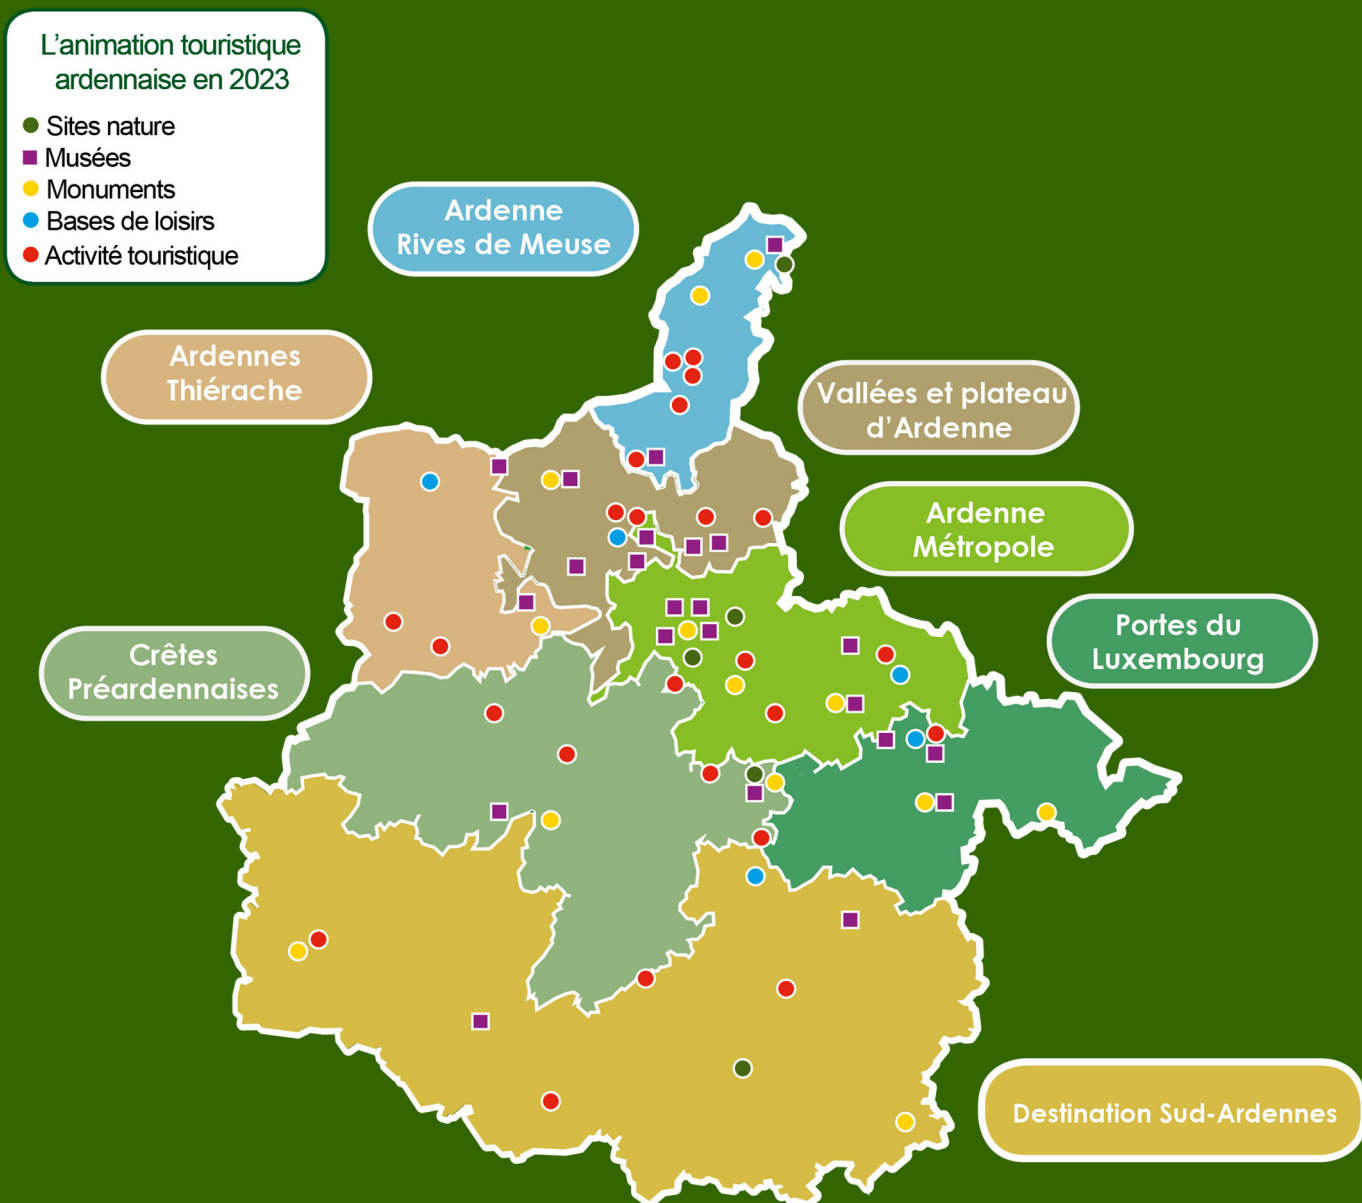 L'animation touristique
ardennaise en 2023
Sites nature
Musées
Monuments
Bases de loisirs
Activité touristique
Ardenne
Rives de Meuse
Ardennes
Thiérache
Vallées et plateau
d'Ardenne
Ardenne
Métropole
Portes du
Luxembourg
Crêtes
Préardennaises
Destination Sud-Ardennes